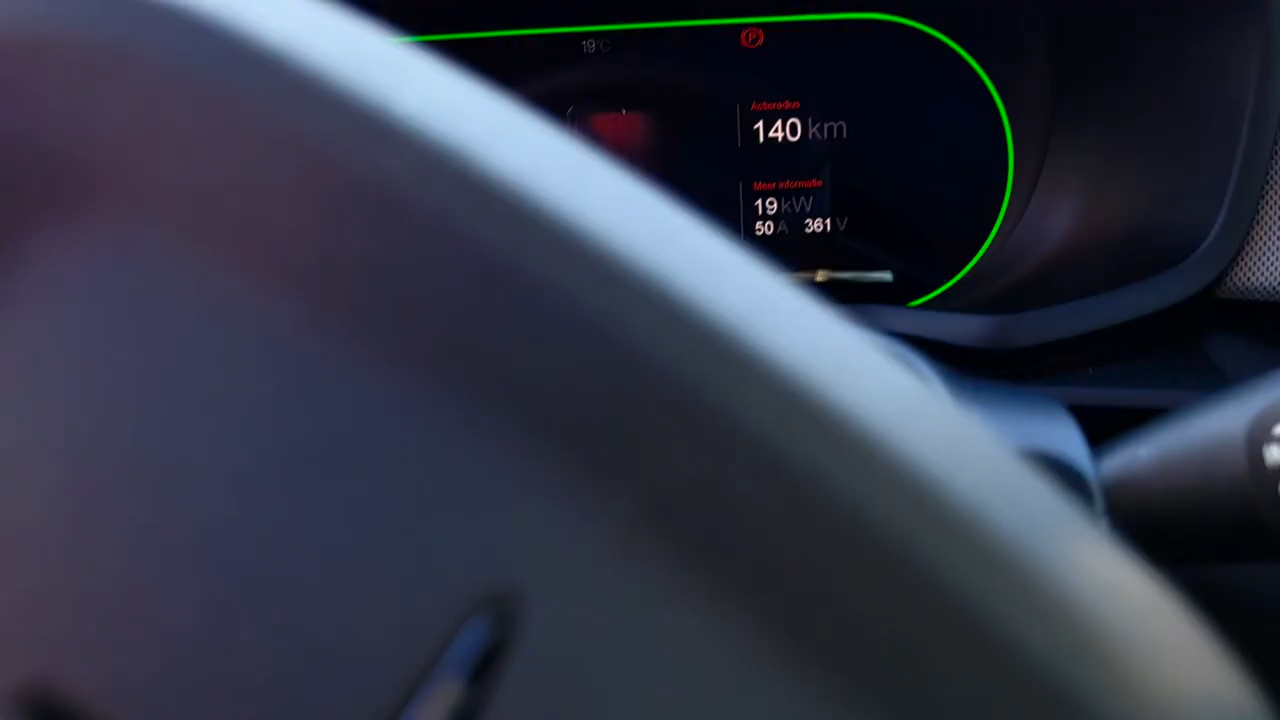 19°C
P
Actieradius
140 km
Meer informatie
19 kW
50 A 361 V